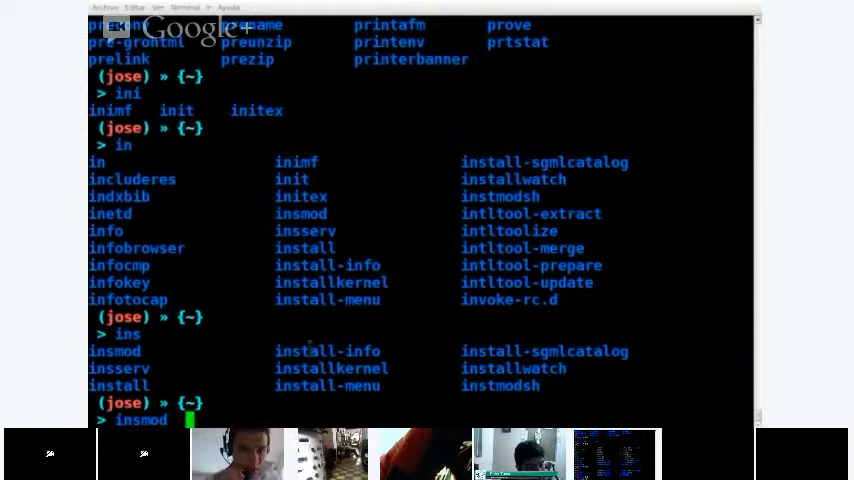 Archivo Editar Ver Terminal Ir Ayuda
prename printafm prove
pre-grohtml preunzip printenv prtstat
prelink prezip printerbanner
(jose) » {~}
> ini
inimf init initex
(jose) » {~}
> in
in inimf install-sgmlcatalog
includeres init installwatch
indxbib initex instmodsh
inetd insmod intltool-extract
info insserv intltoolize
infobrowser install intltool-merge
infocmp install-info intltool-prepare
infokey installkernel intltool-update
infotocap install-menu invoke-rc.d
(jose) » {~}
> ins
insmod install-info install-sgmlcatalog
insserv installkernel installwatch
install install-menu instmodsh
(jose) » {~}
> insmod
Google+